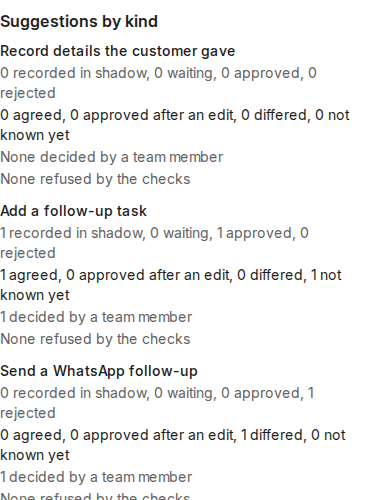 Suggestions by kind
Record details the customer gave
0 recorded in shadow, 0 waiting, 0 approved, 0
rejected
0 agreed, 0 approved after an edit, 0 differed, 0 not
known yet
None decided by a team member
None refused by the checks
Add a follow-up task
1 recorded in shadow, 0 waiting, 1 approved, 0
rejected
1 agreed, 0 approved after an edit, 0 differed, 1 not
known yet
1 decided by a team member
None refused by the checks
Send a WhatsApp follow-up
0 recorded in shadow, 0 waiting, 0 approved, 1
rejected
0 agreed, 0 approved after an edit, 1 differed, 0 not
known yet
1 decided by a team member
None refused by the checks